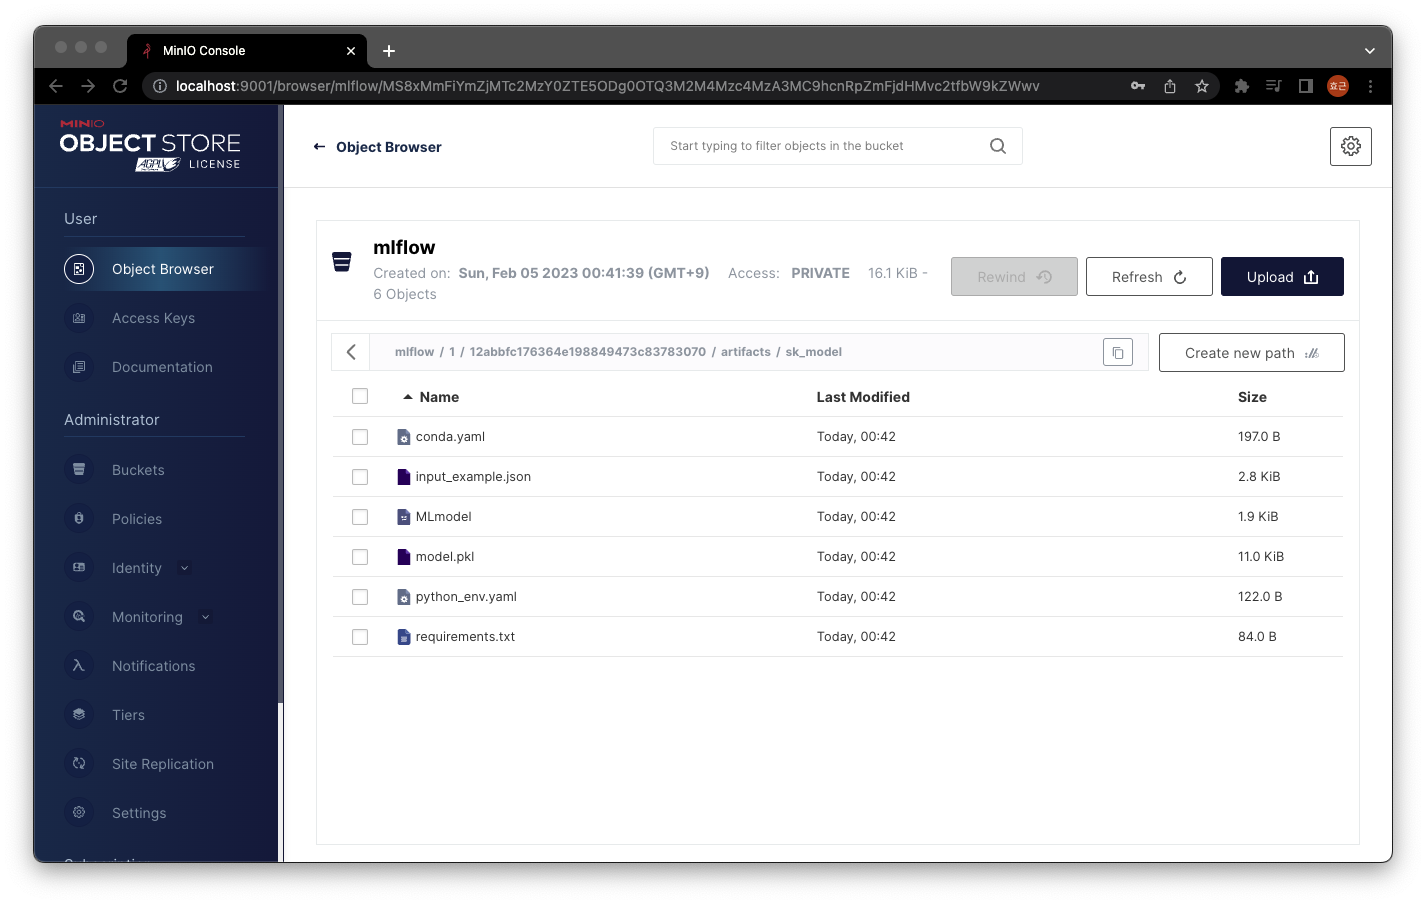 MinIO Console
localhost:9001/browser/mlflow/MS8xMmFiYmZjMTc2MzY0ZTE5ODg0OTQ3M2M4Mzc4MzA3MC9hcnRpZmFjdHMvc2tfbW9kZWwv
효근
MINIO
OBJECT STORE
AGPLV3 LICENSE
User
Object Browser
Access Keys
Documentation
Administrator
Buckets
Policies
Identity
Monitoring
Notifications
Tiers
Site Replication
Settings
Object Browser
Start typing to filter objects in the bucket
mlflow
Created on: Sun, Feb 05 2023 00:41:39 (GMT+9) Access: PRIVATE 16.1 KiB -
6 Objects
Rewind
Refresh
Upload
mlflow / 1 / 12abbfc176364e198849473c83783070 / artifacts / sk_model
Create new path
Name Last Modified Size
conda.yaml Today, 00:42 197.0 B
input_example.json Today, 00:42 2.8 KiB
MLmodel Today, 00:42 1.9 KiB
model.pkl Today, 00:42 11.0 KiB
python_env.yaml Today, 00:42 122.0 B
requirements.txt Today, 00:42 84.0 B